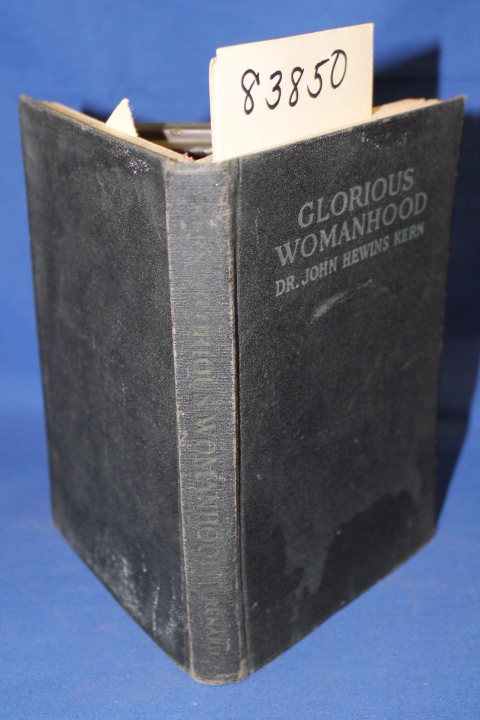 83850
GLORIOUS
WOMANHOOD
DR. JOHN HEWINS KERN
GLORIOUS WOMANHOOD